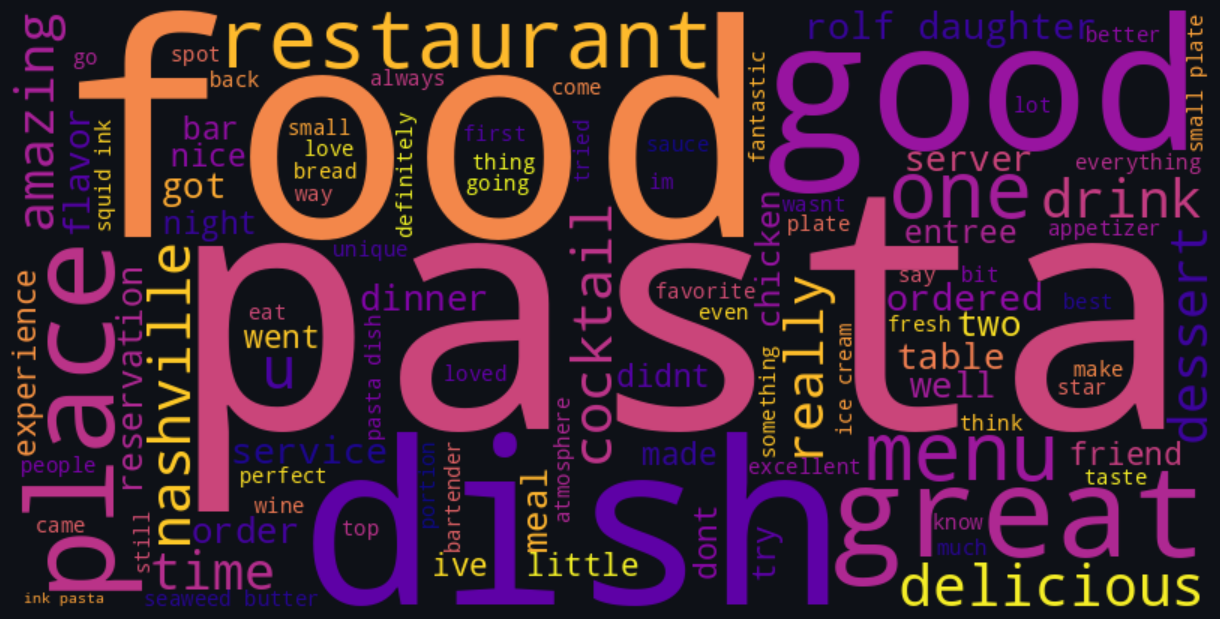 amazing
go
spot
restaurant
rolf daughter
better
back
always
come
fantastic
food
good
lot
small plate
flavor
squid ink
bar
nice
got
night
small
love
bread
way
definitely
first
thing
going
tried
sauce
im
server
everything
one
drink
wasnt
plate
entree
appetizer
unique
cocktail
chicken
place
experience
reservation
nashville
pasta
dinner
eat
went
u
pasta dish
loved
favorite
even
didnt
something
really
ice cream
say
bit
ordered
best
fresh
two
table
well
make
star
think
dessert
people
service
perfect
portion
bartender
meal
atmosphere
made
excellent
menu
friend
taste
came
still
wine
order
top
dish
dont
try
great
know
much
time
ive
little
delicious
ink pasta
seaweed butter